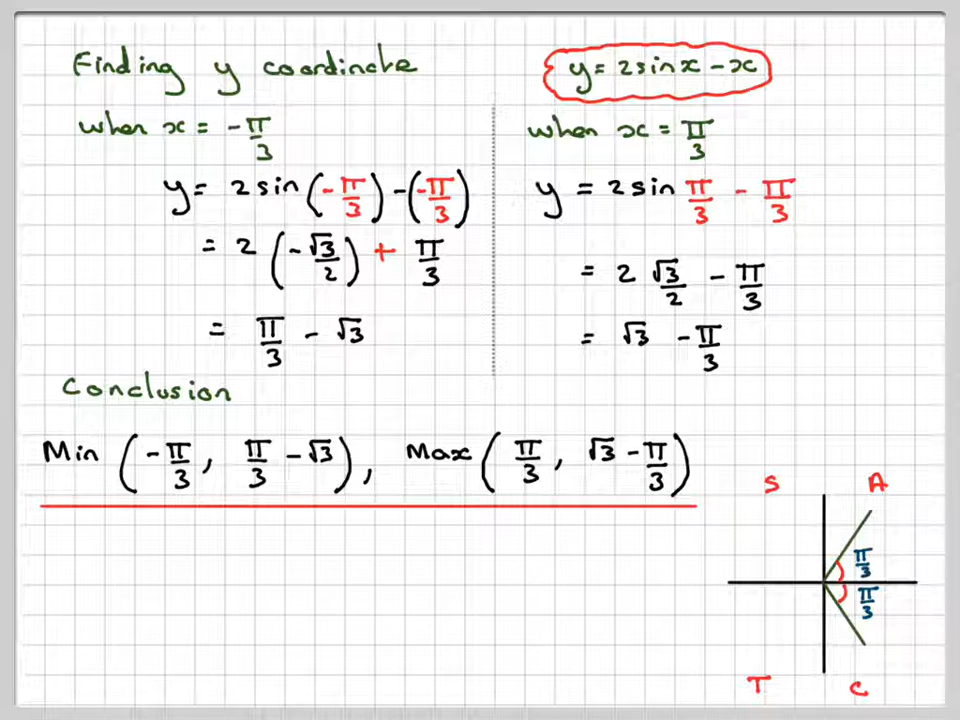 Finding y coordinate
y = 2sinx - x
when x = -π/3
y = 2sin(-π/3) - (-π/3)
= 2(-√3/2) + π/3
= π/3 - √3
when x = π/3
y = 2sin π/3 - π/3
= 2 √3/2 - π/3
= √3 - π/3
Conclusion
Min (-π/3, π/3 - √3), Max (π/3, √3 - π/3)
S A
π/3
π/3
T C